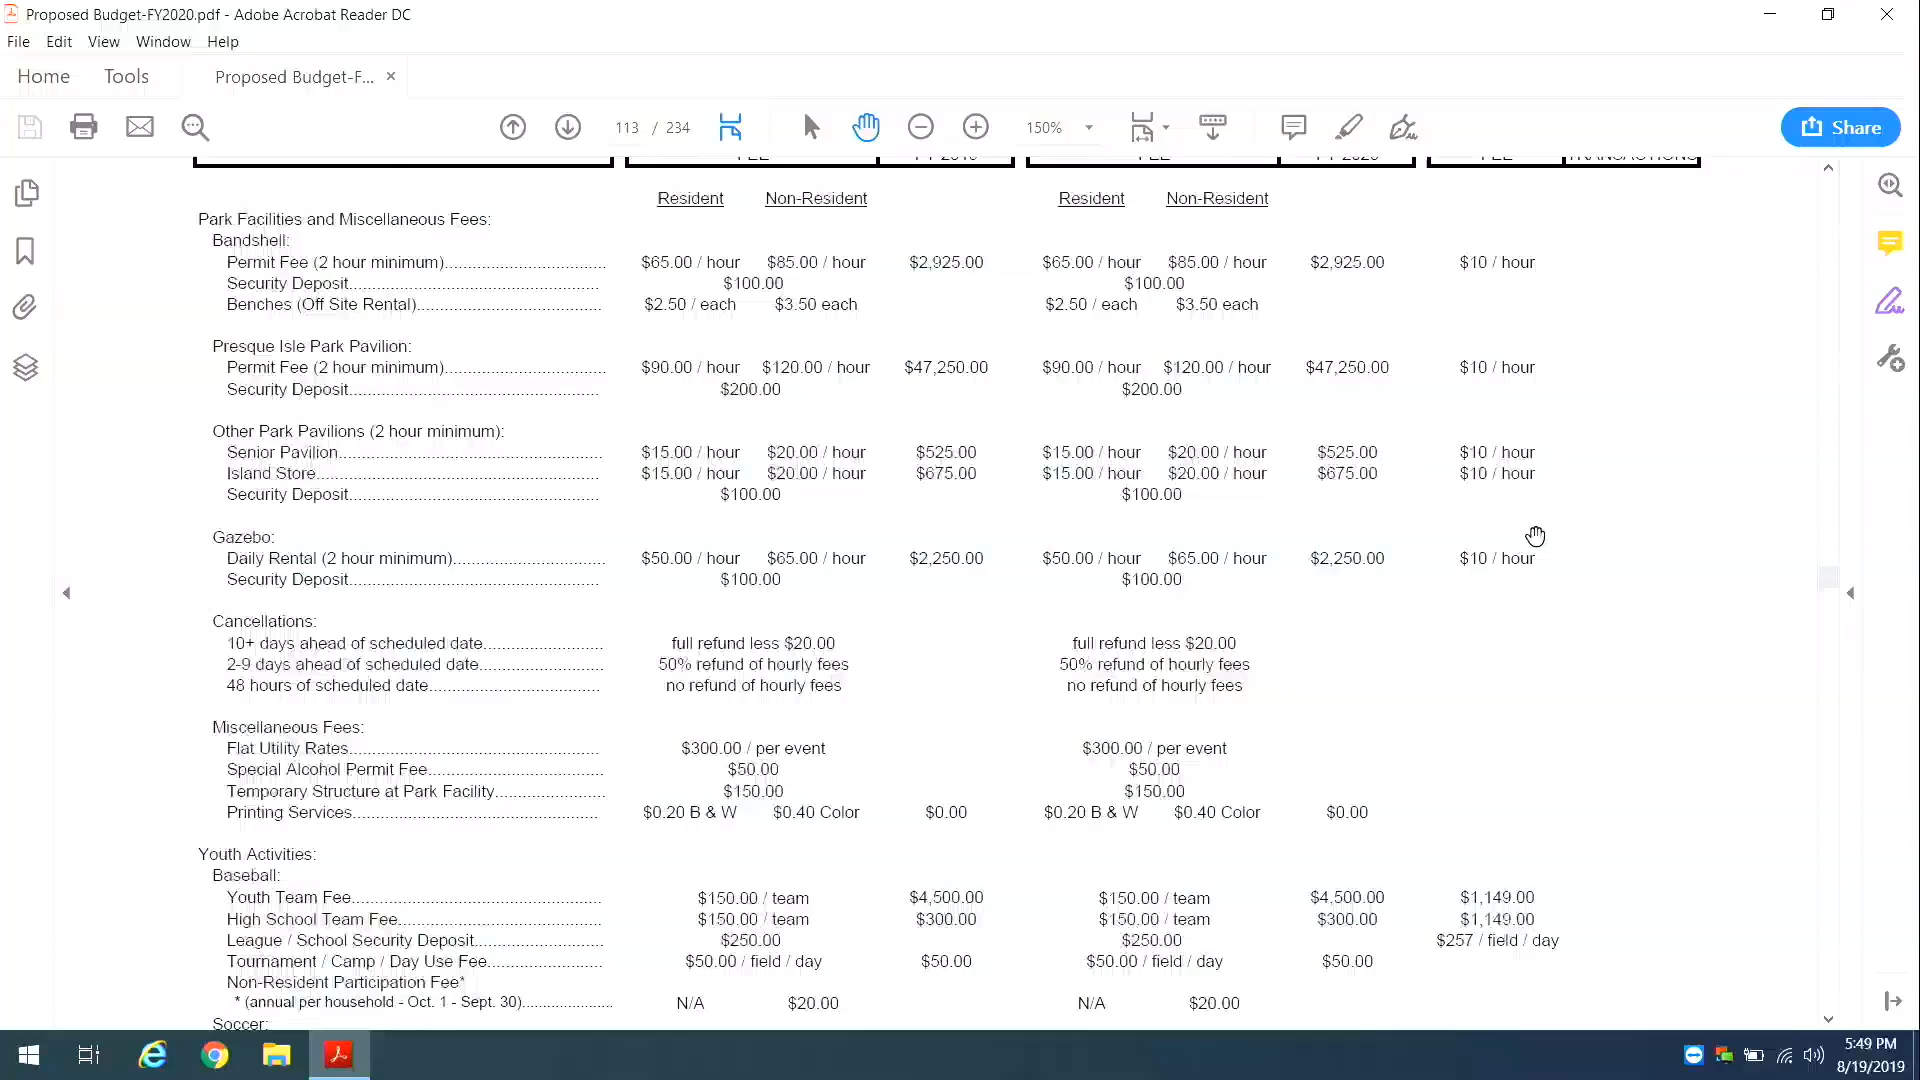 Proposed Budget-FY2020.pdf - Adobe Acrobat Reader DC
File Edit View Window Help
Home Tools Proposed Budget-F... ×
113 / 234 150% Share
Resident Non-Resident Resident Non-Resident
Park Facilities and Miscellaneous Fees:
Bandshell:
Permit Fee (2 hour minimum)................................... $65.00 / hour $85.00 / hour $2,925.00 $65.00 / hour $85.00 / hour $2,925.00 $10 / hour
Security Deposit...................................................... $100.00 $100.00
Benches (Off Site Rental)........................................ $2.50 / each $3.50 each $2.50 / each $3.50 each
Presque Isle Park Pavilion:
Permit Fee (2 hour minimum)................................... $90.00 / hour $120.00 / hour $47,250.00 $90.00 / hour $120.00 / hour $47,250.00 $10 / hour
Security Deposit...................................................... $200.00 $200.00
Other Park Pavilions (2 hour minimum):
Senior Pavilion......................................................... $15.00 / hour $20.00 / hour $525.00 $15.00 / hour $20.00 / hour $525.00 $10 / hour
Island Store............................................................. $15.00 / hour $20.00 / hour $675.00 $15.00 / hour $20.00 / hour $675.00 $10 / hour
Security Deposit...................................................... $100.00 $100.00
Gazebo:
Daily Rental (2 hour minimum)................................. $50.00 / hour $65.00 / hour $2,250.00 $50.00 / hour $65.00 / hour $2,250.00 $10 / hour
Security Deposit...................................................... $100.00 $100.00
Cancellations:
10+ days ahead of scheduled date.......................... full refund less $20.00 full refund less $20.00
2-9 days ahead of scheduled date........................... 50% refund of hourly fees 50% refund of hourly fees
48 hours of scheduled date..................................... no refund of hourly fees no refund of hourly fees
Miscellaneous Fees:
Flat Utility Rates...................................................... $300.00 / per event $300.00 / per event
Special Alcohol Permit Fee...................................... $50.00 $50.00
Temporary Structure at Park Facility........................ $150.00 $150.00
Printing Services..................................................... $0.20 B & W $0.40 Color $0.00 $0.20 B & W $0.40 Color $0.00
Youth Activities:
Baseball:
Youth Team Fee...................................................... $150.00 / team $4,500.00 $150.00 / team $4,500.00 $1,149.00
High School Team Fee............................................ $150.00 / team $300.00 $150.00 / team $300.00 $1,149.00
League / School Security Deposit............................ $250.00 $250.00 $257 / field / day
Tournament / Camp / Day Use Fee......................... $50.00 / field / day $50.00 $50.00 / field / day $50.00
Non-Resident Participation Fee*
* (annual per household - Oct. 1 - Sept. 30)..................... N/A $20.00 N/A $20.00
Soccer:
5:49 PM
8/19/2019